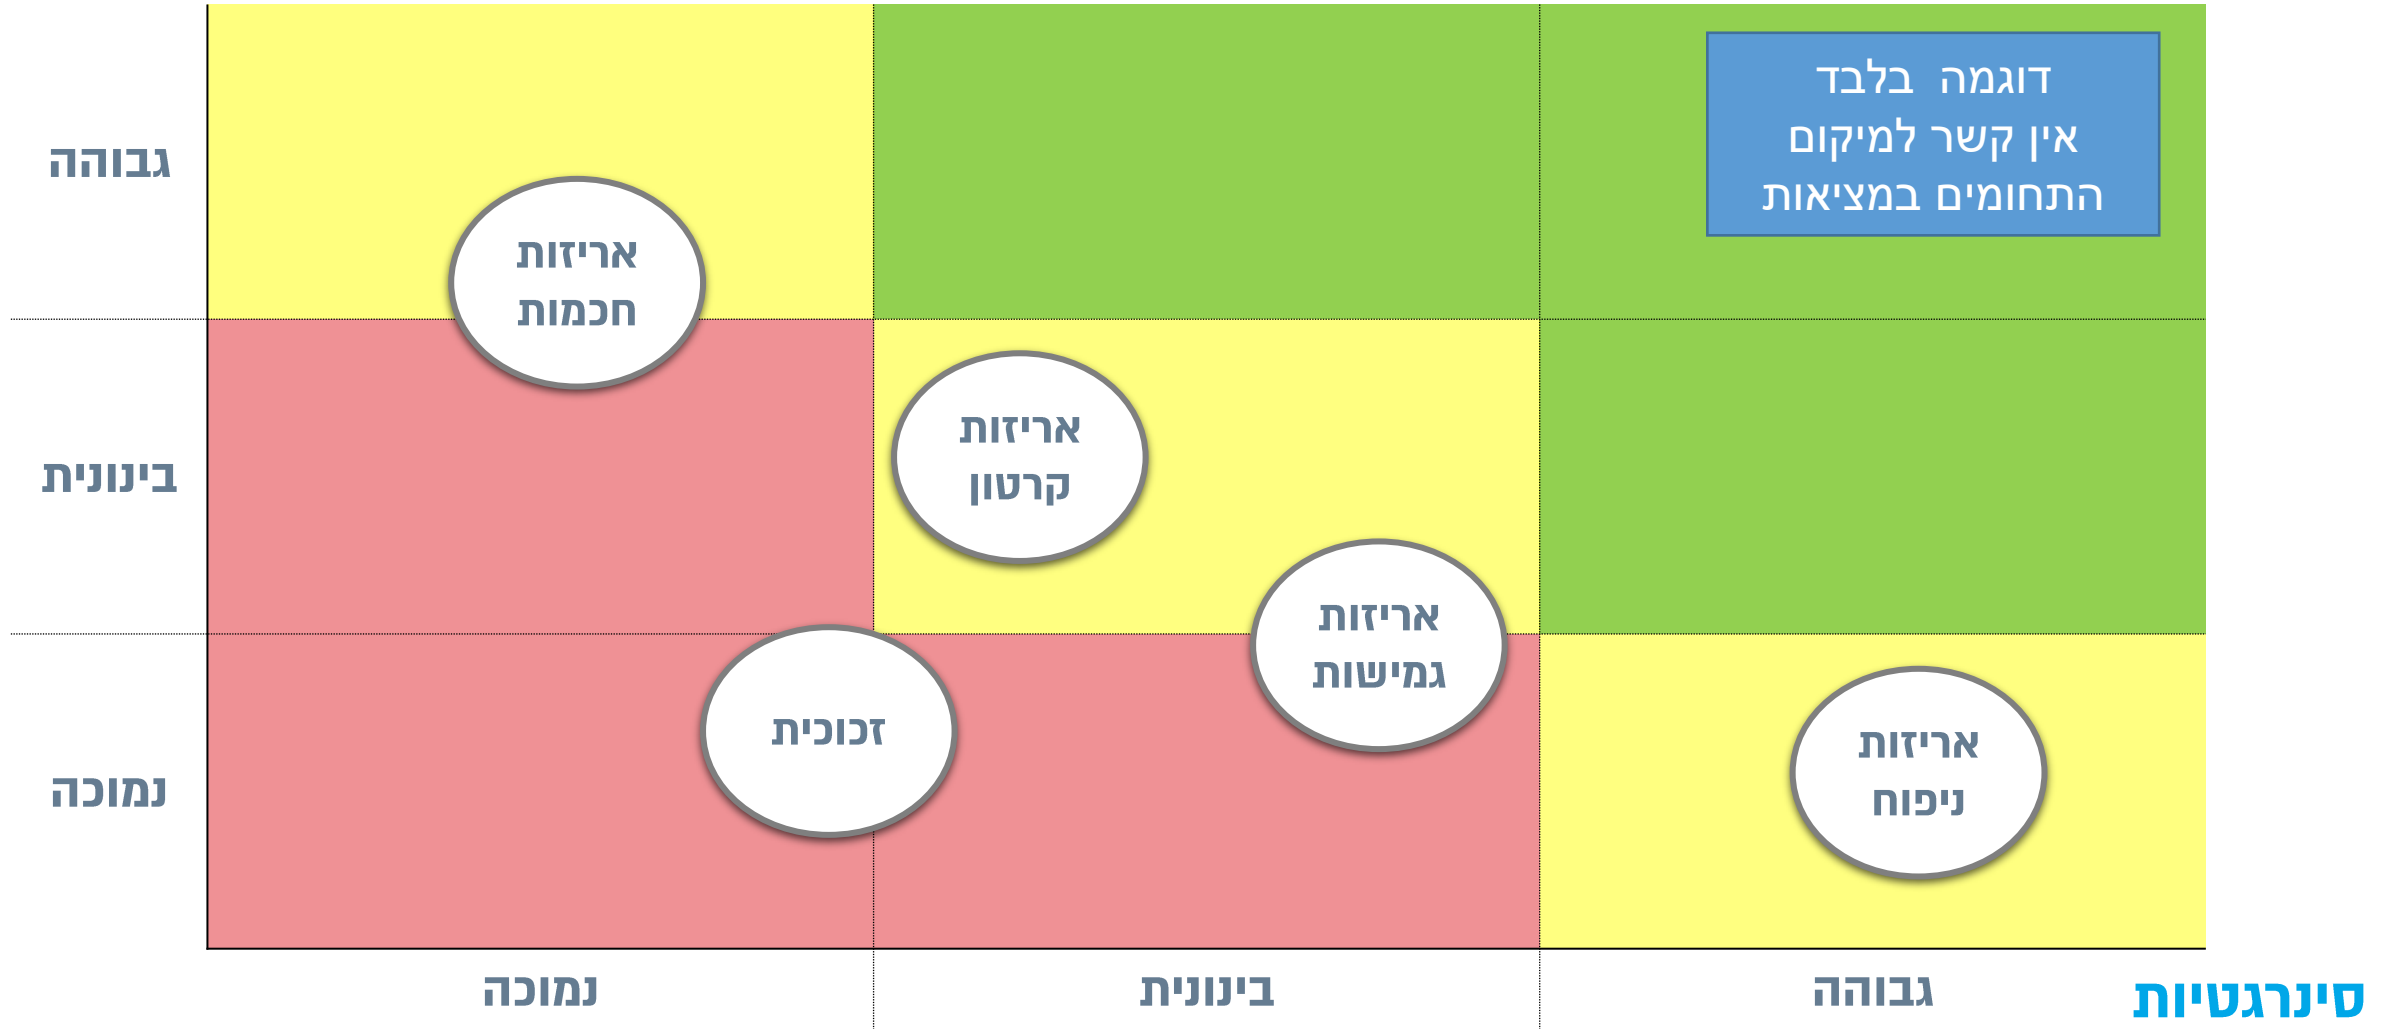 דוגמה בלבד
אין קשר למיקום
התחומים במציאות
גבוהה
בינונית
נמוכה
אריזות
חכמות
אריזות
קרטון
אריזות
גמישות
זכוכית
אריזות
ניפוח
נמוכה
בינונית
גבוהה
סינרגטיות